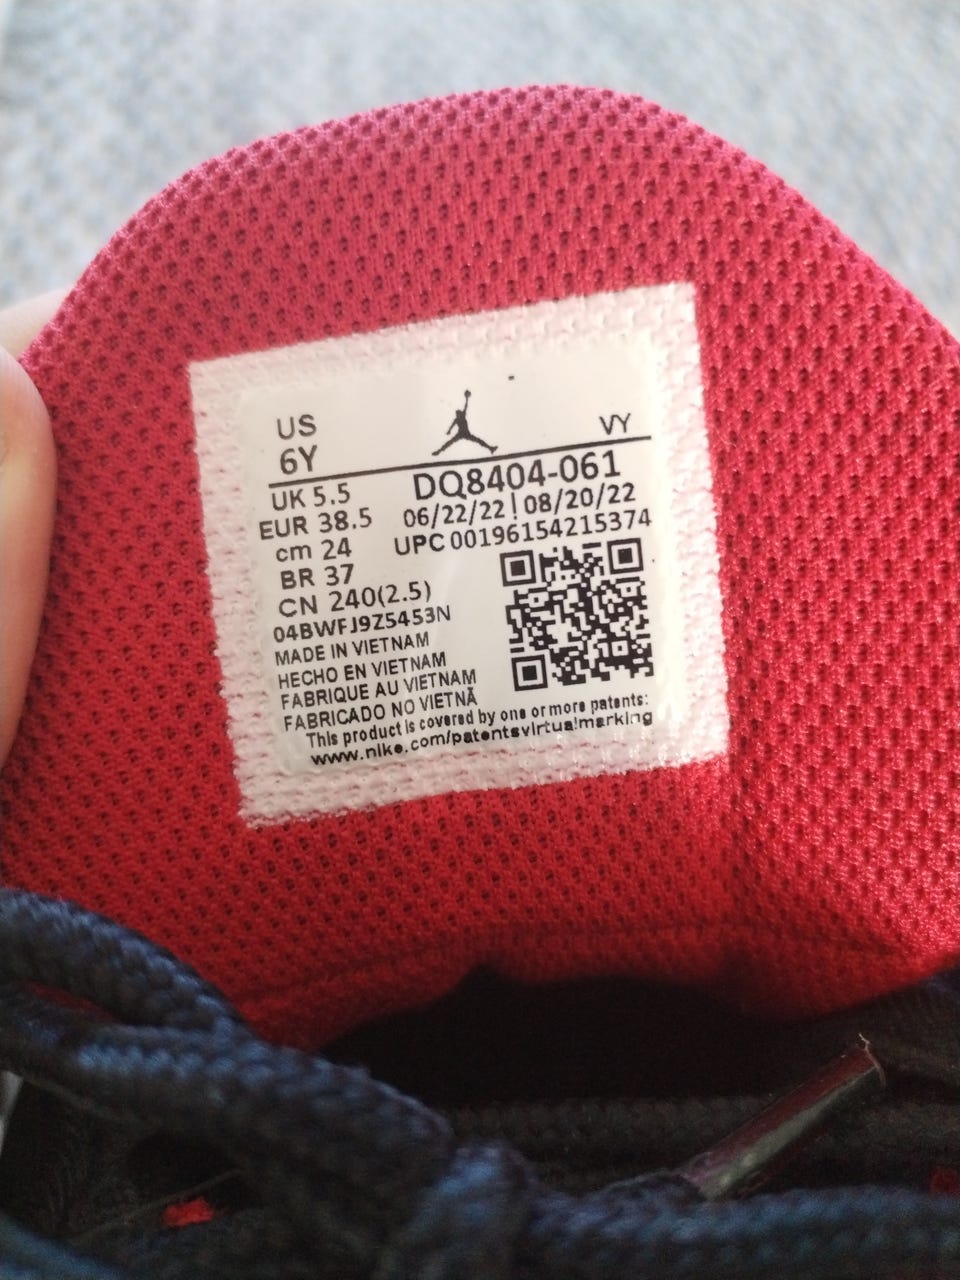 US VY
6Y
UK 5.5 DQ8404-061
EUR 38.5 06/22/22 | 08/20/22
cm 24 UPC 00196154215374
BR 37
CN 240(2.5)
04BWFJ9Z5453N
MADE IN VIETNAM
HECHO EN VIETNAM
FABRIQUE AU VIETNAM
FABRICADO NO VIETNÃ
This product is covered by one or more patents:
www.nike.com/patentsvirtualmarking